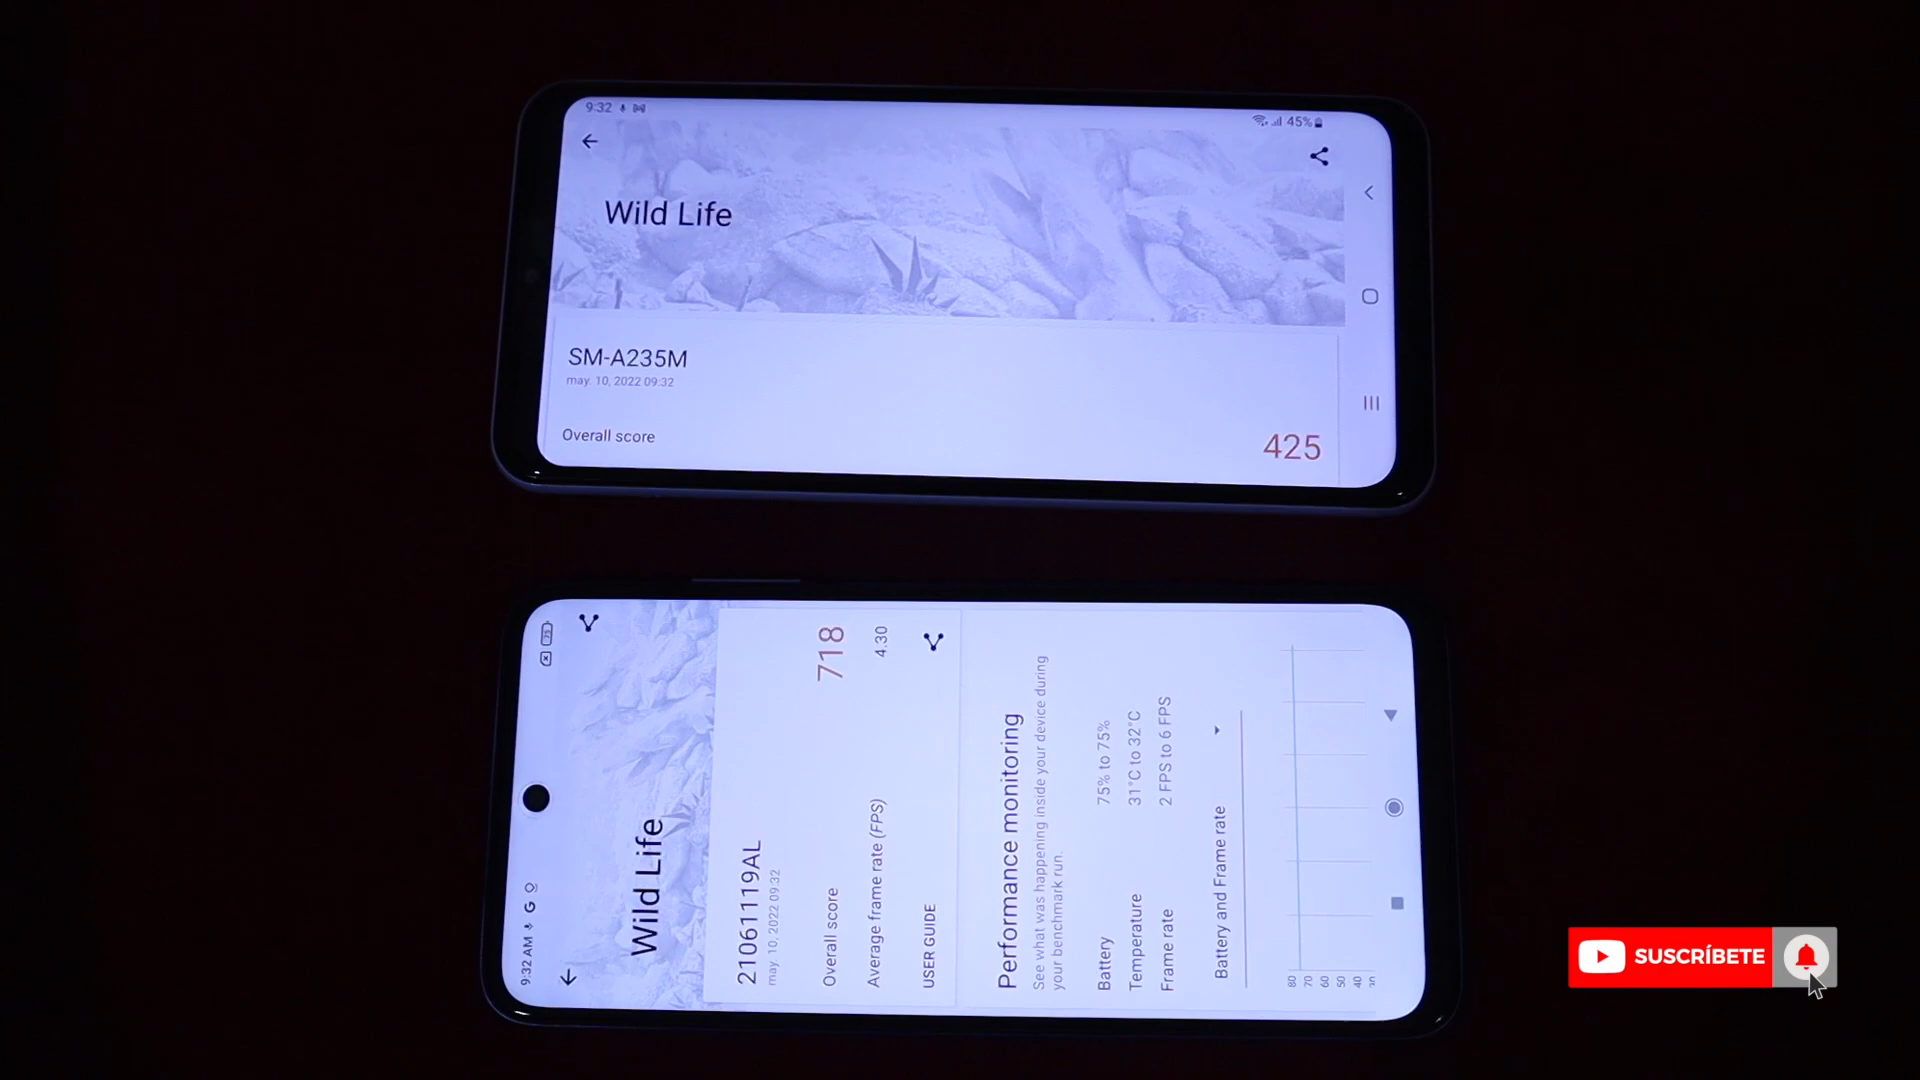 9:32
45%
Wild Life
SM-A235M
may. 10, 2022 09:32
Overall score
425
9:32 AM
75
Wild Life
21061119AL
may 10, 2022 09:32
Overall score
718
Average frame rate (FPS)
4.30
USER GUIDE
Performance monitoring
See what was happening inside your device during
your benchmark run.
Battery
75% to 75%
Temperature
31°C to 32°C
Frame rate
2 FPS to 6 FPS
Battery and Frame rate
80
70
60
50
40
SUSCRÍBETE